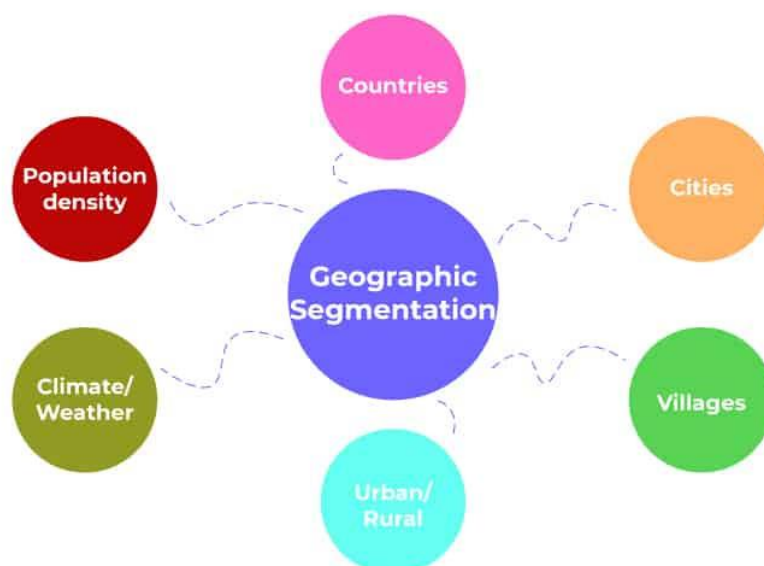 Countries
Population
density
Cities
Geographic
Segmentation
Climate/
Weather
Villages
Urban/
Rural